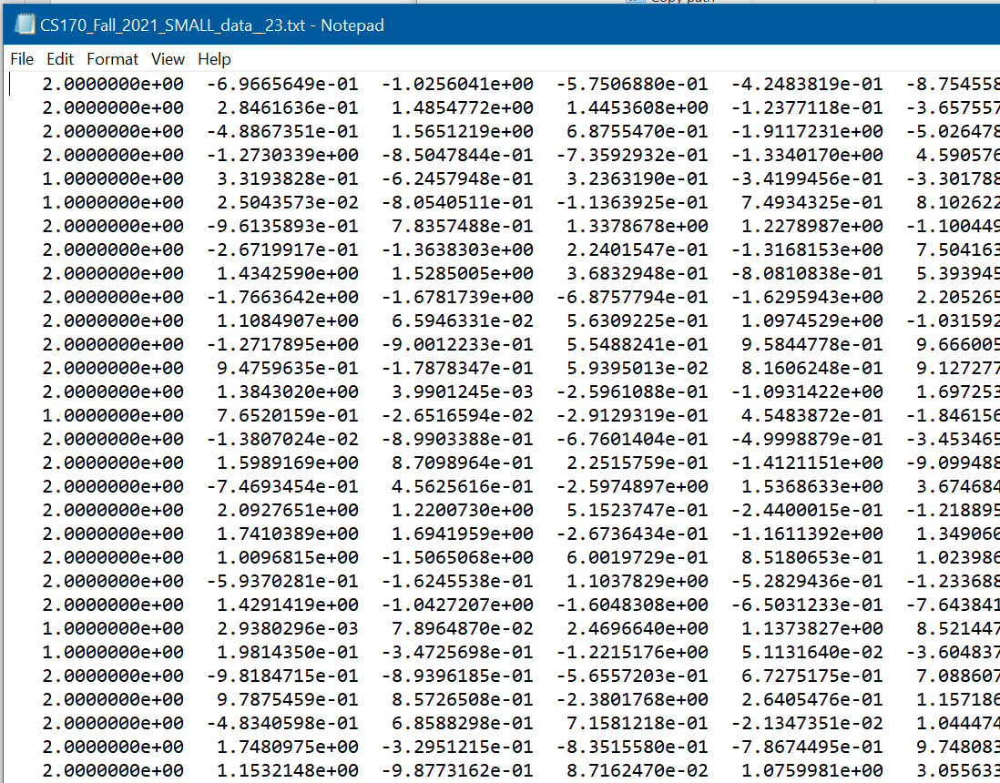 CS170_Fall_2021_SMALL_data__23.txt - Notepad
File Edit Format View Help
2.0000000e+00 -6.9665649e-01 -1.0256041e+00 -5.7506880e-01 -4.2483819e-01 -8.754558
2.0000000e+00 2.8461636e-01 1.4854772e+00 1.4453608e+00 -1.2377118e-01 -3.657557
2.0000000e+00 -4.8867351e-01 1.5651219e+00 6.8755470e-01 -1.9117231e+00 -5.026478
2.0000000e+00 -1.2730339e+00 -8.5047844e-01 -7.3592932e-01 -1.3340170e+00 4.590576
1.0000000e+00 3.3193828e-01 -6.2457948e-01 3.2363190e-01 -3.4199456e-01 -3.301788
1.0000000e+00 2.5043573e-02 -8.0540511e-01 -1.1363925e-01 7.4934325e-01 8.102622
2.0000000e+00 -9.6135893e-01 7.8357488e-01 1.3378678e+00 1.2278987e+00 -1.100449
2.0000000e+00 -2.6719917e-01 -1.3638303e+00 2.2401547e-01 -1.3168153e+00 7.504163
2.0000000e+00 1.4342590e+00 1.5285005e+00 3.6832948e-01 -8.0810838e-01 5.393945
2.0000000e+00 -1.7663642e+00 -1.6781739e+00 -6.8757794e-01 -1.6295943e+00 2.205265
2.0000000e+00 1.1084907e+00 6.5946331e-02 5.6309225e-01 1.0974529e+00 -1.031592
2.0000000e+00 -1.2717895e+00 -9.0012233e-01 5.5488241e-01 9.5844778e-01 9.666005
2.0000000e+00 9.4759635e-01 -1.7878347e-01 5.9395013e-02 8.1606248e-01 9.127277
2.0000000e+00 1.3843020e+00 3.9901245e-03 -2.5961088e-01 -1.0931422e+00 1.697253
1.0000000e+00 7.6520159e-01 -2.6516594e-02 -2.9129319e-01 4.5483872e-01 -1.846156
2.0000000e+00 -1.3807024e-02 -8.9903388e-01 -6.7601404e-01 -4.9998879e-01 -3.453465
2.0000000e+00 1.5989169e+00 8.7098964e-01 2.2515759e-01 -1.4121151e+00 -9.099488
2.0000000e+00 -7.4693454e-01 4.5625616e-01 -2.5974897e+00 1.5368633e+00 3.674684
2.0000000e+00 2.0927651e+00 1.2200730e+00 5.1523747e-01 -2.4400015e-01 -1.218895
2.0000000e+00 1.7410389e+00 1.6941959e+00 -2.6736434e-01 -1.1611392e+00 1.349060
2.0000000e+00 1.0096815e+00 -1.5065068e+00 6.0019729e-01 8.5180653e-01 1.023986
2.0000000e+00 -5.9370281e-01 -1.6245538e-01 1.1037829e+00 -5.2829436e-01 -1.233688
2.0000000e+00 1.4291419e+00 -1.0427207e+00 -1.6048308e+00 -6.5031233e-01 -7.643841
1.0000000e+00 2.9380296e-03 7.8964870e-02 2.4696640e+00 1.1373827e+00 8.521447
1.0000000e+00 1.9814350e-01 -3.4725698e-01 -1.2215176e+00 5.1131640e-02 -3.604837
2.0000000e+00 -9.8184715e-01 -8.9396185e-01 -5.6557203e-01 6.7275175e-01 7.088607
2.0000000e+00 9.7875459e-01 8.5726508e-01 -2.3801768e+00 2.6405476e-01 1.157186
2.0000000e+00 -4.8340598e-01 6.8588298e-01 7.1581218e-01 -2.1347351e-02 1.044474
2.0000000e+00 1.7480975e+00 -3.2951215e-01 -8.3515580e-01 -7.8674495e-01 9.748083
2.0000000e+00 1.1532148e+00 -9.8773162e-01 8.7162470e-02 1.0759981e+00 3.055633